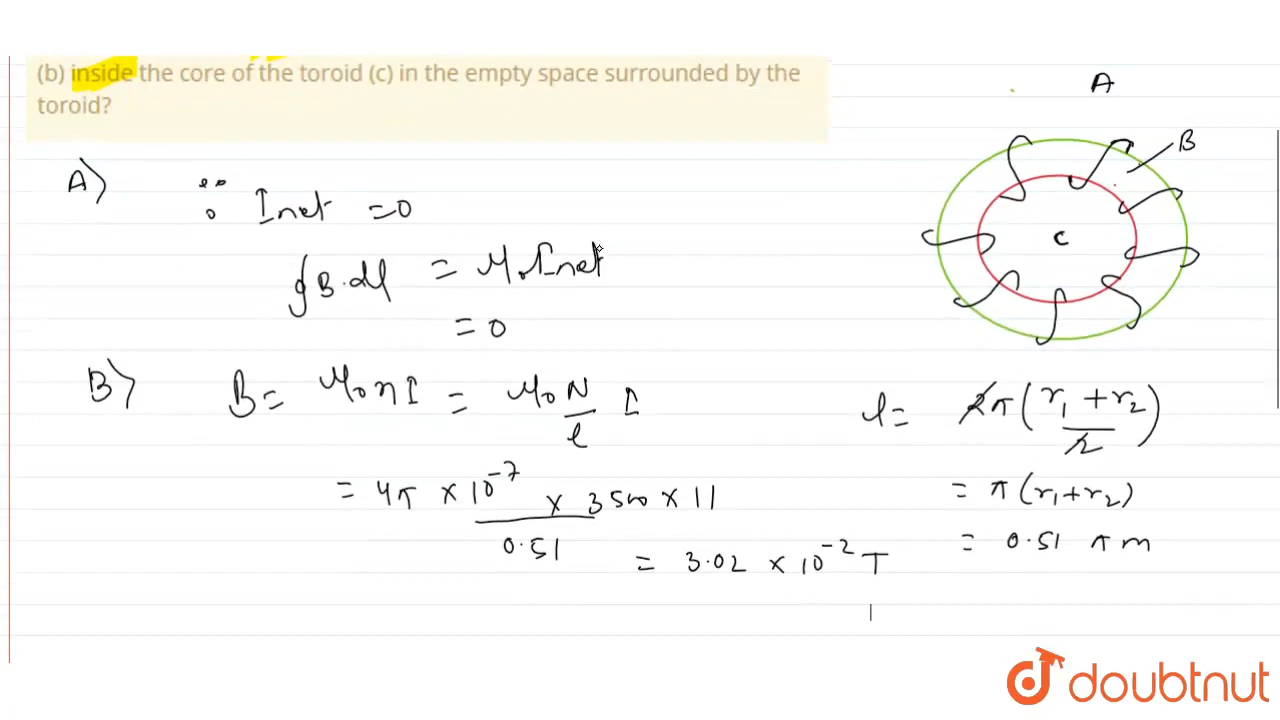 (b) inside the core of the toroid (c) in the empty space surrounded by the
toroid?
A
B
C
A) ∵ Inet = 0
∮B.dl = μ₀Inet
= 0
B) B = μ₀nI = μ₀ N/l I
= 4π × 10⁻⁷ × 3500 × 11 / 0.51
= 3.02 × 10⁻² T
l = 2π(r₁ + r₂ / 2)
= π(r₁+r₂)
= 0.51 π m
doubtnut